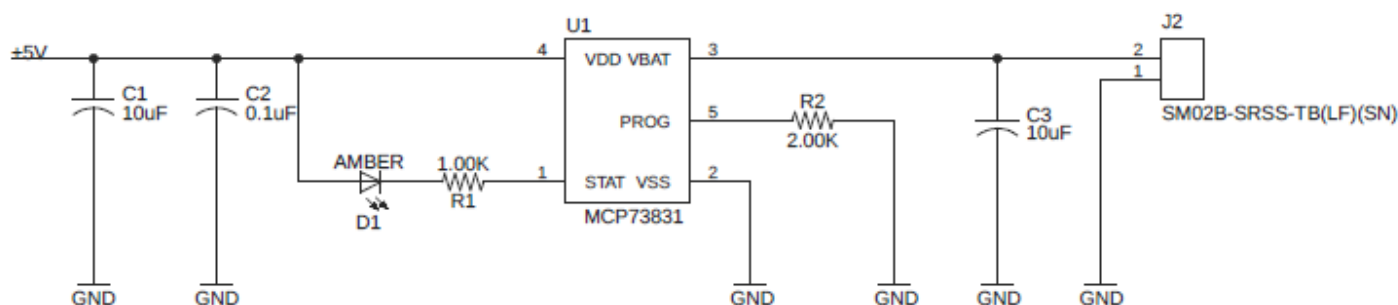 U1
J2
+5V
4
VDD VBAT
3
2
1
C1
10uF
C2
0.1uF
PROG
5
R2
2.00K
C3
10uF
SM02B-SRSS-TB(LF)(SN)
AMBER
1.00K
1
STAT VSS
2
D1
R1
MCP73831
GND
GND
GND
GND
GND
GND